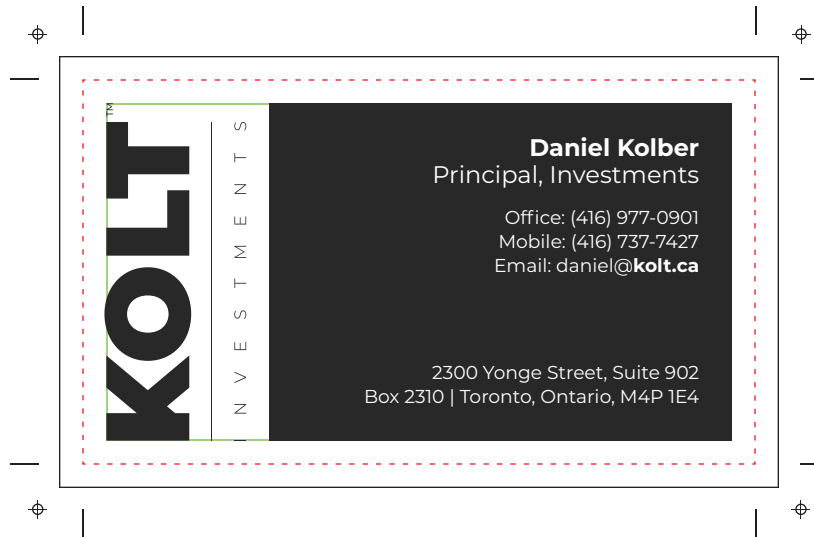 KOLT™
INVESTMENTS
Daniel Kolber
Principal, Investments
Office: (416) 977-0901
Mobile: (416) 737-7427
Email: daniel@kolt.ca
2300 Yonge Street, Suite 902
Box 2310 | Toronto, Ontario, M4P 1E4